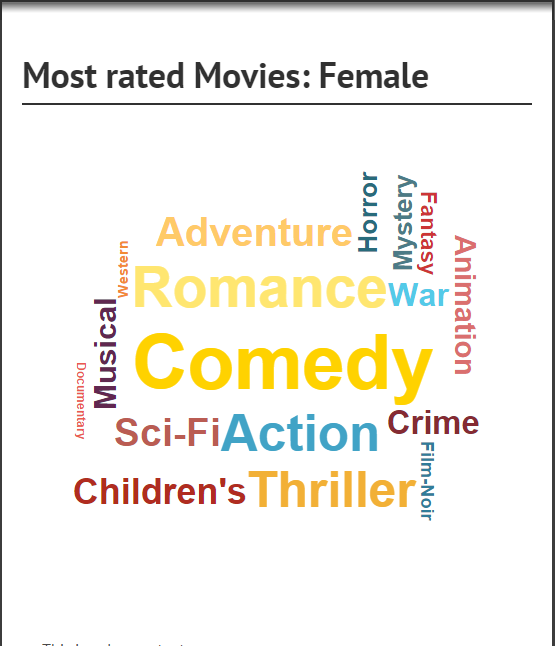 Most rated Movies: Female
Horror
Mystery
Fantasy
Adventure
Western
Romance
War
Animation
Musical
Comedy
Documentary
Sci-Fi
Action
Crime
Children's
Thriller
Film-Noir